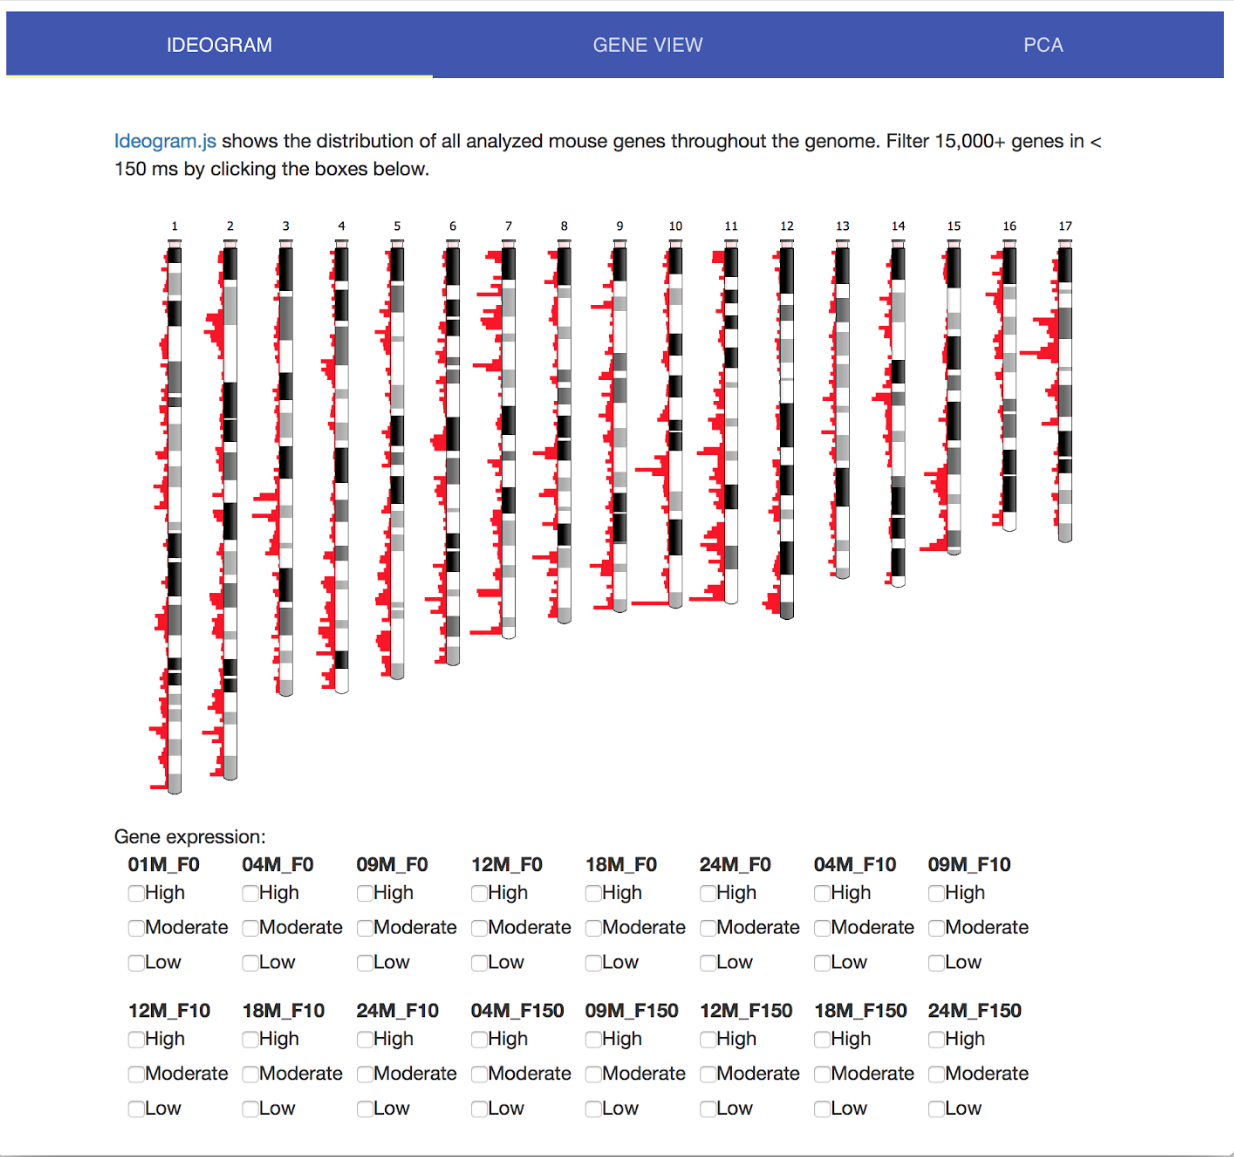 IDEOGRAM GENE VIEW PCA
Ideogram.js shows the distribution of all analyzed mouse genes throughout the genome. Filter 15,000+ genes in <
150 ms by clicking the boxes below.
1 2 3 4 5 6 7 8 9 10 11 12 13 14 15 16 17
Gene expression:
01M_F0 04M_F0 09M_F0 12M_F0 18M_F0 24M_F0 04M_F10 09M_F10
High High High High High High High High
Moderate Moderate Moderate Moderate Moderate Moderate Moderate Moderate
Low Low Low Low Low Low Low Low
12M_F10 18M_F10 24M_F10 04M_F150 09M_F150 12M_F150 18M_F150 24M_F150
High High High High High High High High
Moderate Moderate Moderate Moderate Moderate Moderate Moderate Moderate
Low Low Low Low Low Low Low Low